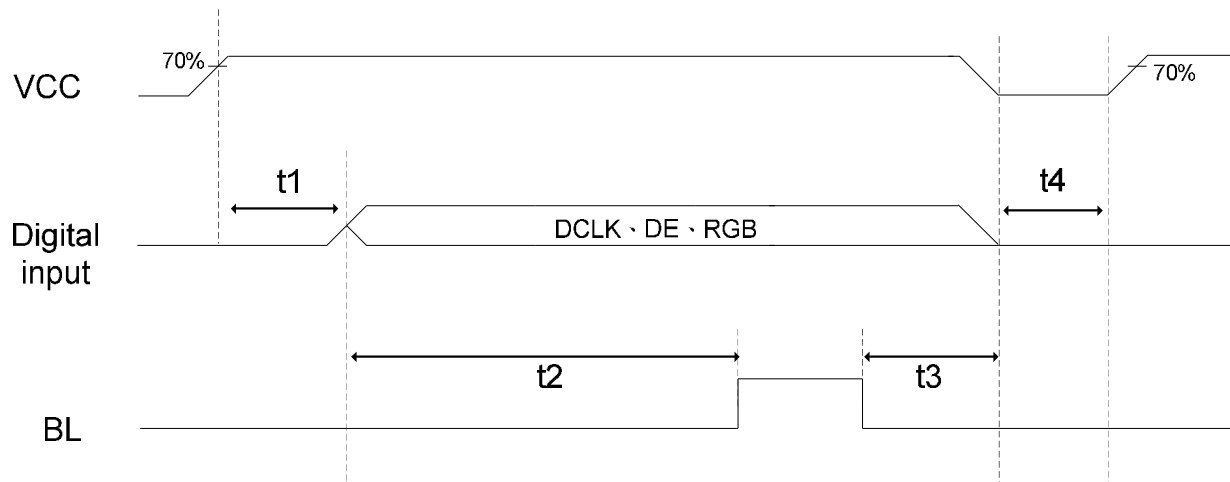 70%
VCC
70%
t1
t4
DCLK、DE、RGB
Digital
input
t2
t3
BL